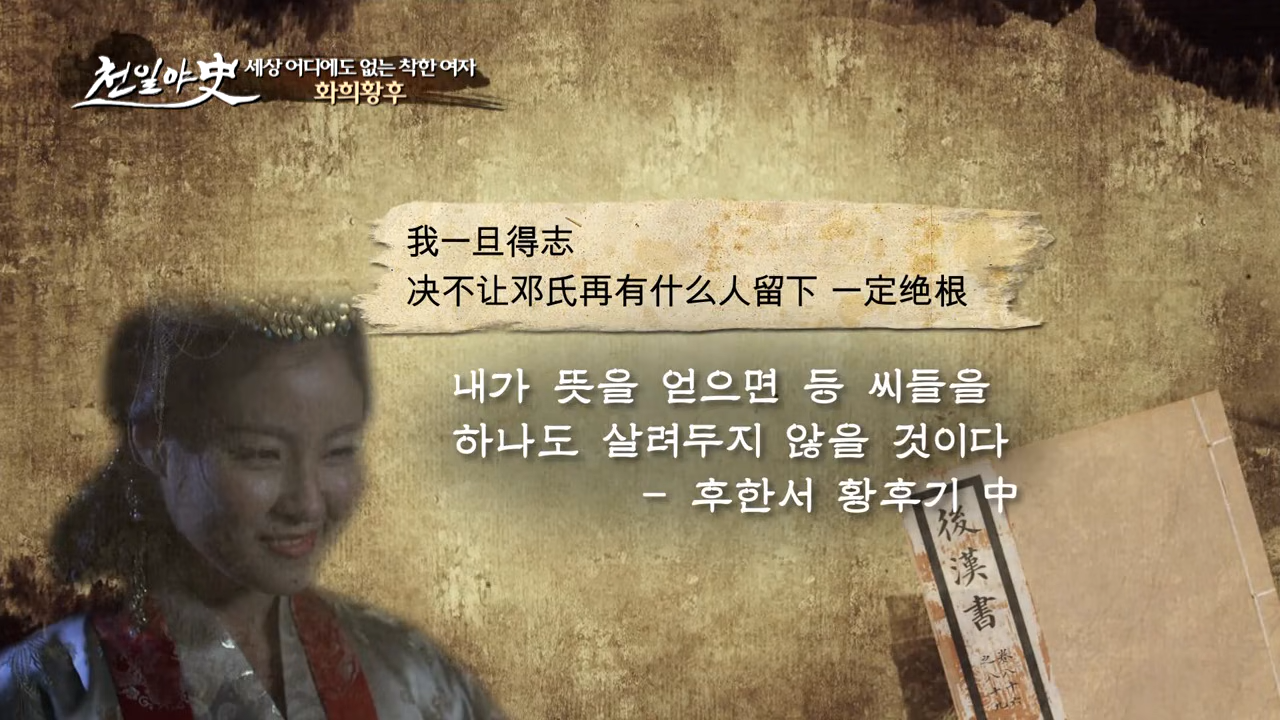 천일야史 세상 어디에도 없는 착한 여자
화희황후
我一旦得志
决不让邓氏再有什么人留下 一定绝根
내가 뜻을 얻으면 등 씨들을
하나도 살려두지 않을 것이다
- 후한서 황후기 中
後漢書